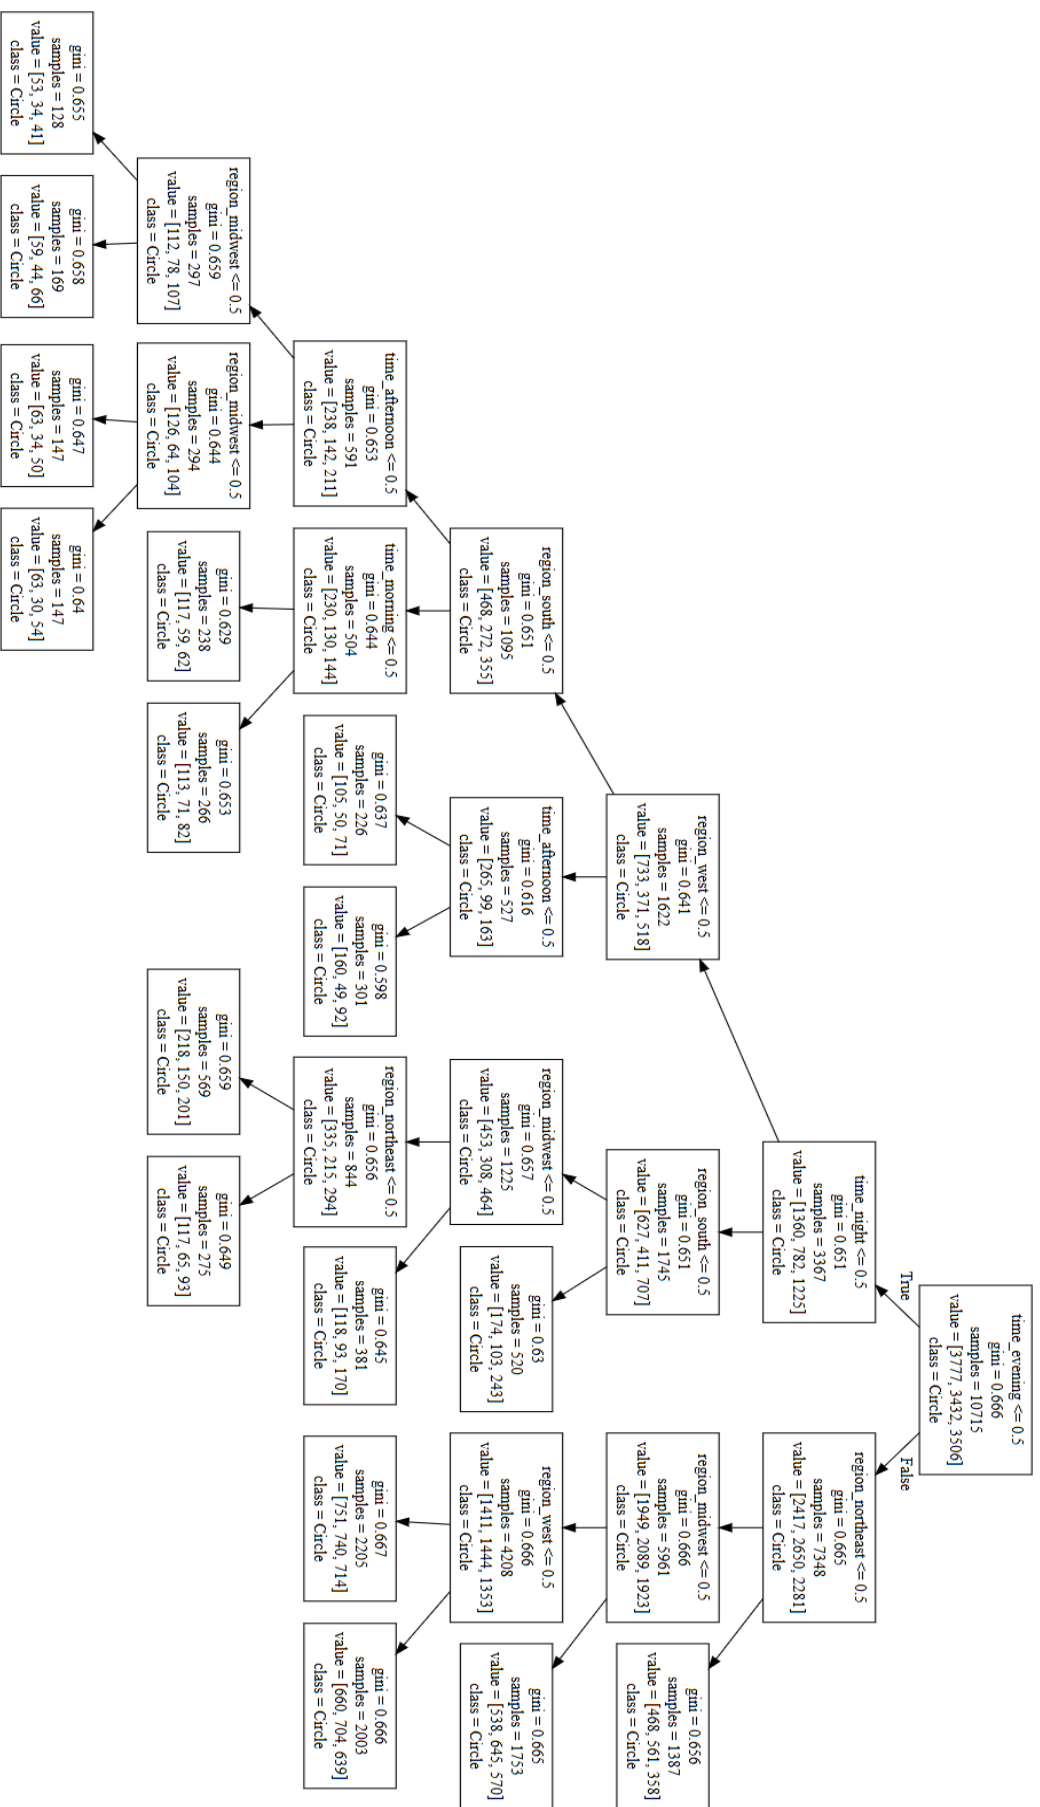 time_evening <= 0.5
gini = 0.666
samples = 10715
value = [3777, 3432, 3506]
class = Circle
True
False
time_night <= 0.5
gini = 0.651
samples = 3367
value = [1360, 782, 1225]
class = Circle
region_northeast <= 0.5
gini = 0.665
samples = 7348
value = [2417, 2650, 2281]
class = Circle
region_west <= 0.5
gini = 0.641
samples = 1622
value = [733, 371, 518]
class = Circle
region_south <= 0.5
gini = 0.651
samples = 1745
value = [627, 411, 707]
class = Circle
region_midwest <= 0.5
gini = 0.666
samples = 5961
value = [1949, 2089, 1923]
class = Circle
gini = 0.656
samples = 1387
value = [468, 561, 358]
class = Circle
region_south <= 0.5
gini = 0.651
samples = 1095
value = [468, 272, 355]
class = Circle
time_afternoon <= 0.5
gini = 0.616
samples = 527
value = [265, 99, 163]
class = Circle
region_midwest <= 0.5
gini = 0.657
samples = 1225
value = [453, 308, 464]
class = Circle
gini = 0.63
samples = 520
value = [174, 103, 243]
class = Circle
region_west <= 0.5
gini = 0.666
samples = 4208
value = [1411, 1444, 1353]
class = Circle
gini = 0.665
samples = 1753
value = [538, 645, 570]
class = Circle
time_afternoon <= 0.5
gini = 0.653
samples = 591
value = [238, 142, 211]
class = Circle
time_morning <= 0.5
gini = 0.644
samples = 504
value = [230, 130, 144]
class = Circle
gini = 0.637
samples = 226
value = [105, 50, 71]
class = Circle
gini = 0.598
samples = 301
value = [160, 49, 92]
class = Circle
region_northeast <= 0.5
gini = 0.656
samples = 844
value = [335, 215, 294]
class = Circle
gini = 0.645
samples = 381
value = [118, 93, 170]
class = Circle
gini = 0.667
samples = 2205
value = [751, 740, 714]
class = Circle
gini = 0.666
samples = 2003
value = [660, 704, 639]
class = Circle
region_midwest <= 0.5
gini = 0.659
samples = 297
value = [112, 78, 107]
class = Circle
region_midwest <= 0.5
gini = 0.644
samples = 294
value = [126, 64, 104]
class = Circle
gini = 0.629
samples = 238
value = [117, 59, 62]
class = Circle
gini = 0.653
samples = 266
value = [113, 71, 82]
class = Circle
gini = 0.659
samples = 569
value = [218, 150, 201]
class = Circle
gini = 0.649
samples = 275
value = [117, 65, 93]
class = Circle
gini = 0.655
samples = 128
value = [53, 34, 41]
class = Circle
gini = 0.658
samples = 169
value = [59, 44, 66]
class = Circle
gini = 0.647
samples = 147
value = [63, 34, 50]
class = Circle
gini = 0.64
samples = 147
value = [63, 30, 54]
class = Circle